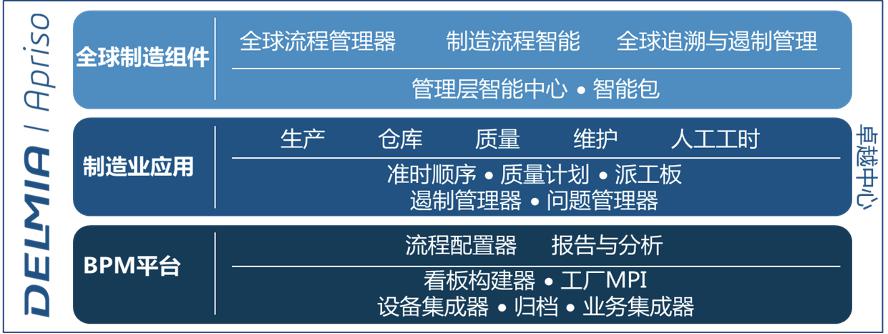 DELMIA | Apriso
全球制造组件
全球流程管理器 制造流程智能 全球追溯与遏制管理
管理层智能中心 • 智能包
制造业应用
生产 仓库 质量 维护 人工工时
准时顺序 • 质量计划 • 派工板
遏制管理器 • 问题管理器
BPM平台
流程配置器 报告与分析
看板构建器 • 工厂MPI
设备集成器 • 归档 • 业务集成器
卓越中心